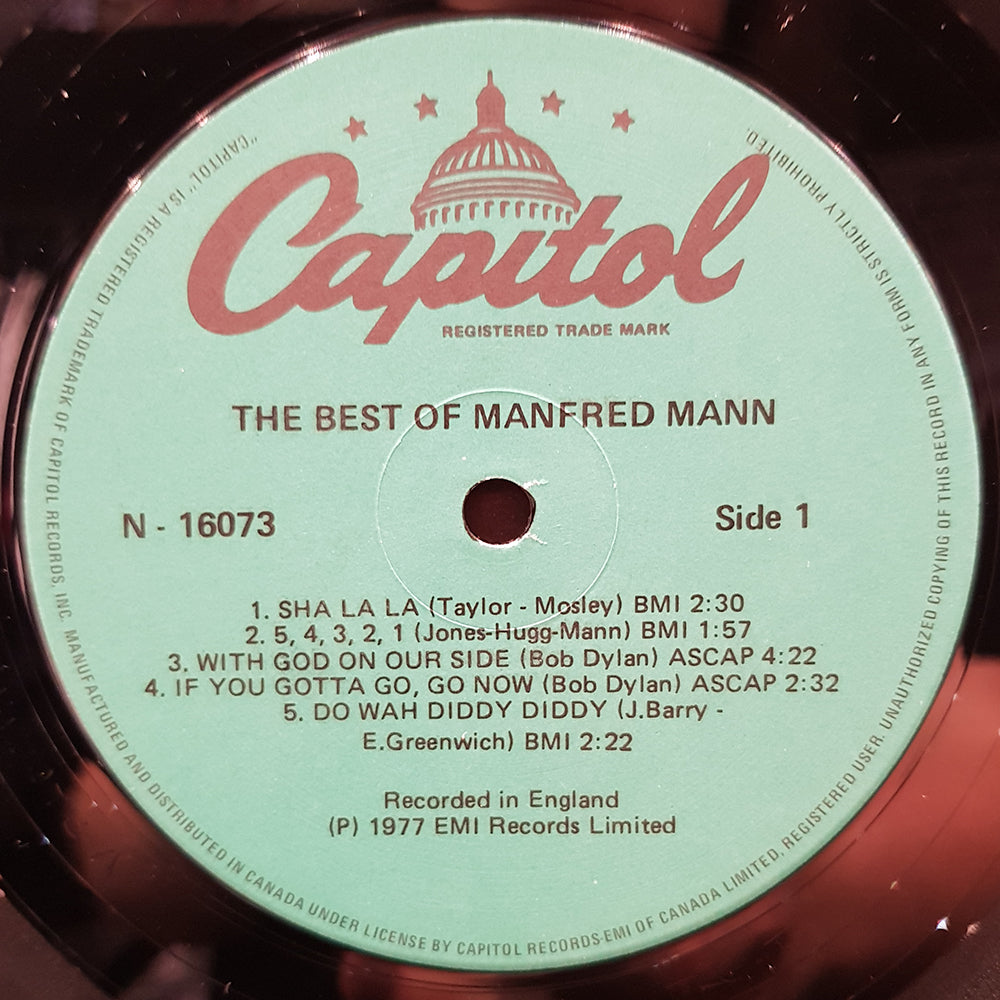 Capitol
REGISTERED TRADE MARK
THE BEST OF MANFRED MANN
N - 16073
Side 1
1. SHA LA LA (Taylor - Mosley) BMI 2:30
2. 5, 4, 3, 2, 1 (Jones-Hugg-Mann) BMI 1:57
3. WITH GOD ON OUR SIDE (Bob Dylan) ASCAP 4:22
4. IF YOU GOTTA GO, GO NOW (Bob Dylan) ASCAP 2:32
5. DO WAH DIDDY DIDDY (J.Barry -
E.Greenwich) BMI 2:22
Recorded in England
(P) 1977 EMI Records Limited
"CAPITOL" IS A REGISTERED TRADEMARK OF CAPITOL RECORDS, INC. MANUFACTURED AND DISTRIBUTED IN CANADA UNDER LICENSE BY CAPITOL RECORDS-EMI OF CANADA LIMITED, REGISTERED USER. UNAUTHORIZED COPYING OF THIS RECORD IN ANY FORM IS STRICTLY PROHIBITED.